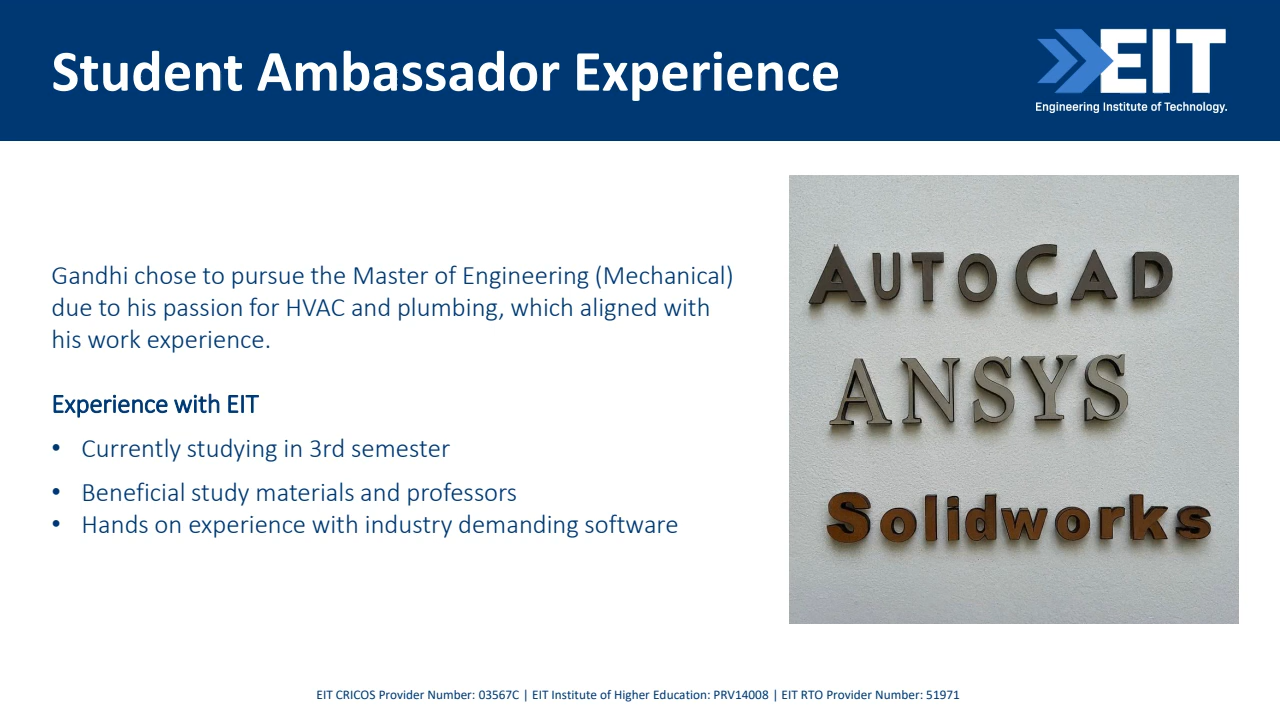 Student Ambassador Experience
EIT
Engineering Institute of Technology.
Gandhi chose to pursue the Master of Engineering (Mechanical)
due to his passion for HVAC and plumbing, which aligned with
his work experience.
Experience with EIT
• Currently studying in 3rd semester
• Beneficial study materials and professors
• Hands on experience with industry demanding software
AUTOCAD
ANSYS
Solidworks
EIT CRICOS Provider Number: 03567C | EIT Institute of Higher Education: PRV14008 | EIT RTO Provider Number: 51971